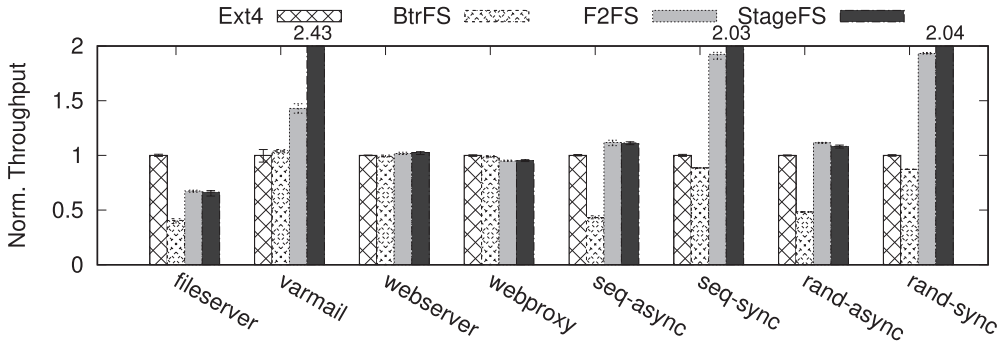 Ext4 BtrFS F2FS StageFS
2.43 2.03 2.04
Norm. Throughput
2
1.5
1
0.5
0
fileserver varmail webserver webproxy seq-async seq-sync rand-async rand-sync